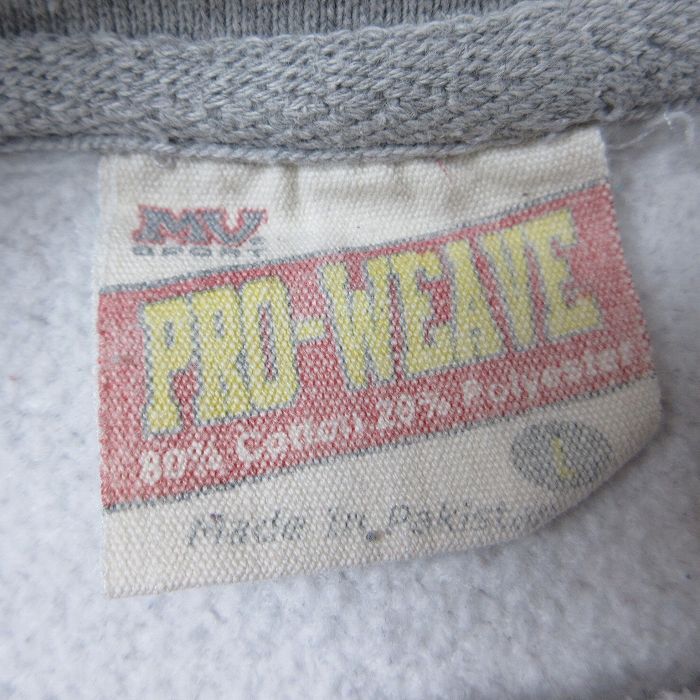 MV
SPORT
PRO-WEAVE
80% Cotton 20% Polyester
L
Made in Pakistan